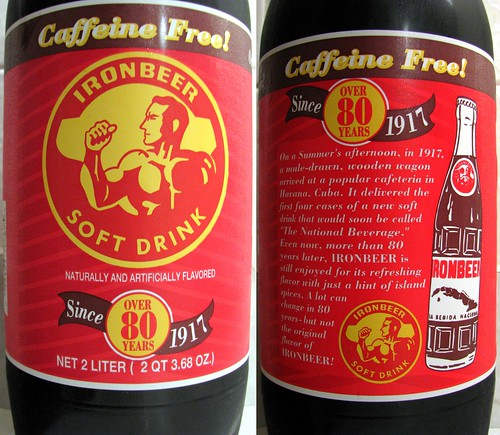 Caffeine Free!
IRONBEER
SOFT DRINK
NATURALLY AND ARTIFICIALLY FLAVORED
Since
OVER
80
YEARS
1917
NET 2 LITER ( 2 QT 3.68 OZ.)
Caffeine Free!
Since
OVER
80
YEARS
1917
On a Summer's afternoon, in 1917,
a mule-drawn, wooden wagon
arrived at a popular cafeteria in
Havana, Cuba. It delivered the
first four cases of a new soft
drink that would soon be called
"The National Beverage."
Even now, more than 80
years later, IRONBEER is
still enjoyed for its refreshing
flavor with just a hint of island
spices. A lot can
change in 80
years-but not
the original
flavor of
IRONBEER!
IRONBEER
SOFT DRINK
IRONBEER
LA BEBIDA NACIONAL